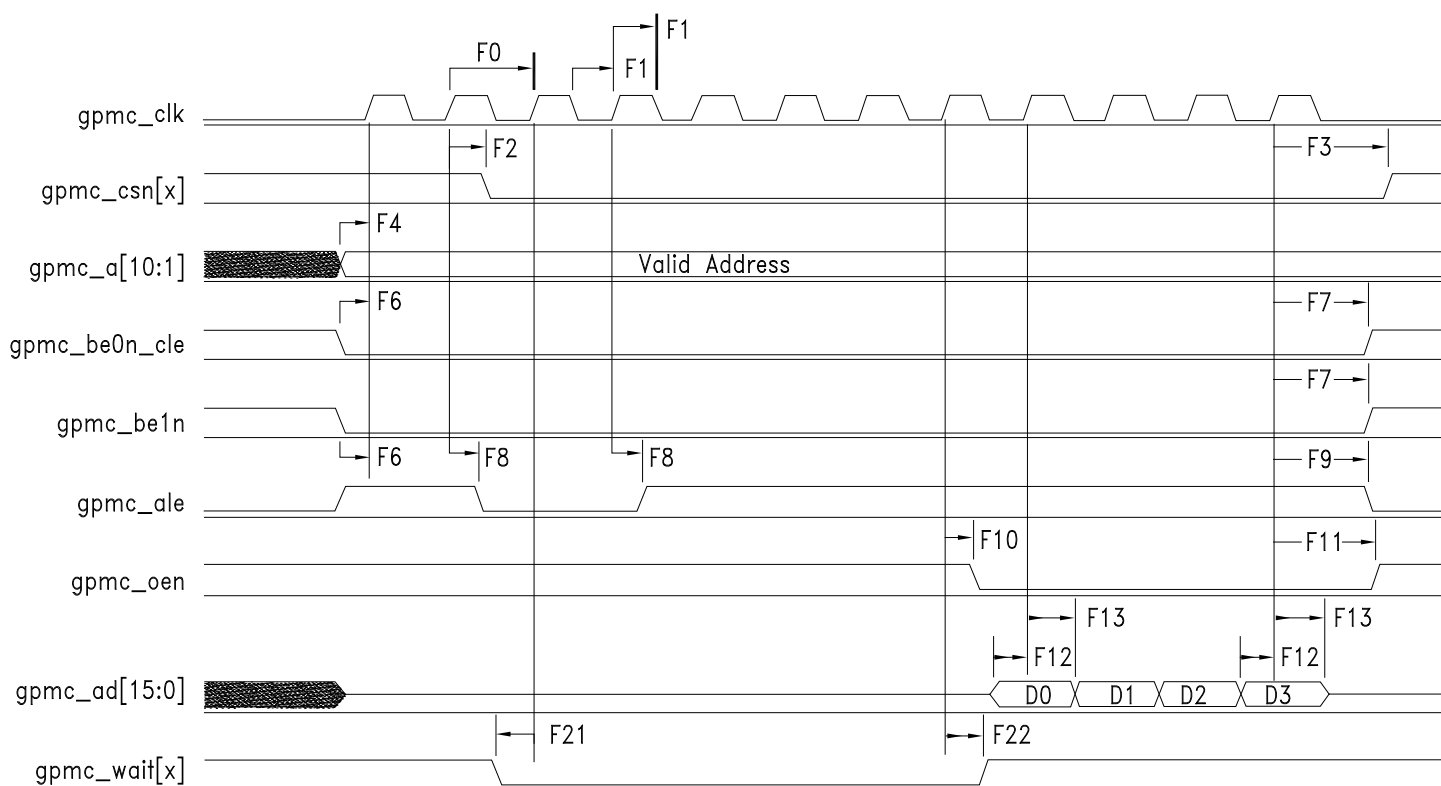 F1
F0
F1
gpmc_clk
F2
F3
gpmc_csn[x]
F4
gpmc_a[10:1]
Valid Address
F6
F7
gpmc_be0n_cle
F7
gpmc_be1n
F6
F8
F8
F9
gpmc_ale
F10
F11
gpmc_oen
F13
F13
F12
F12
gpmc_ad[15:0]
D0
D1
D2
D3
F21
F22
gpmc_wait[x]